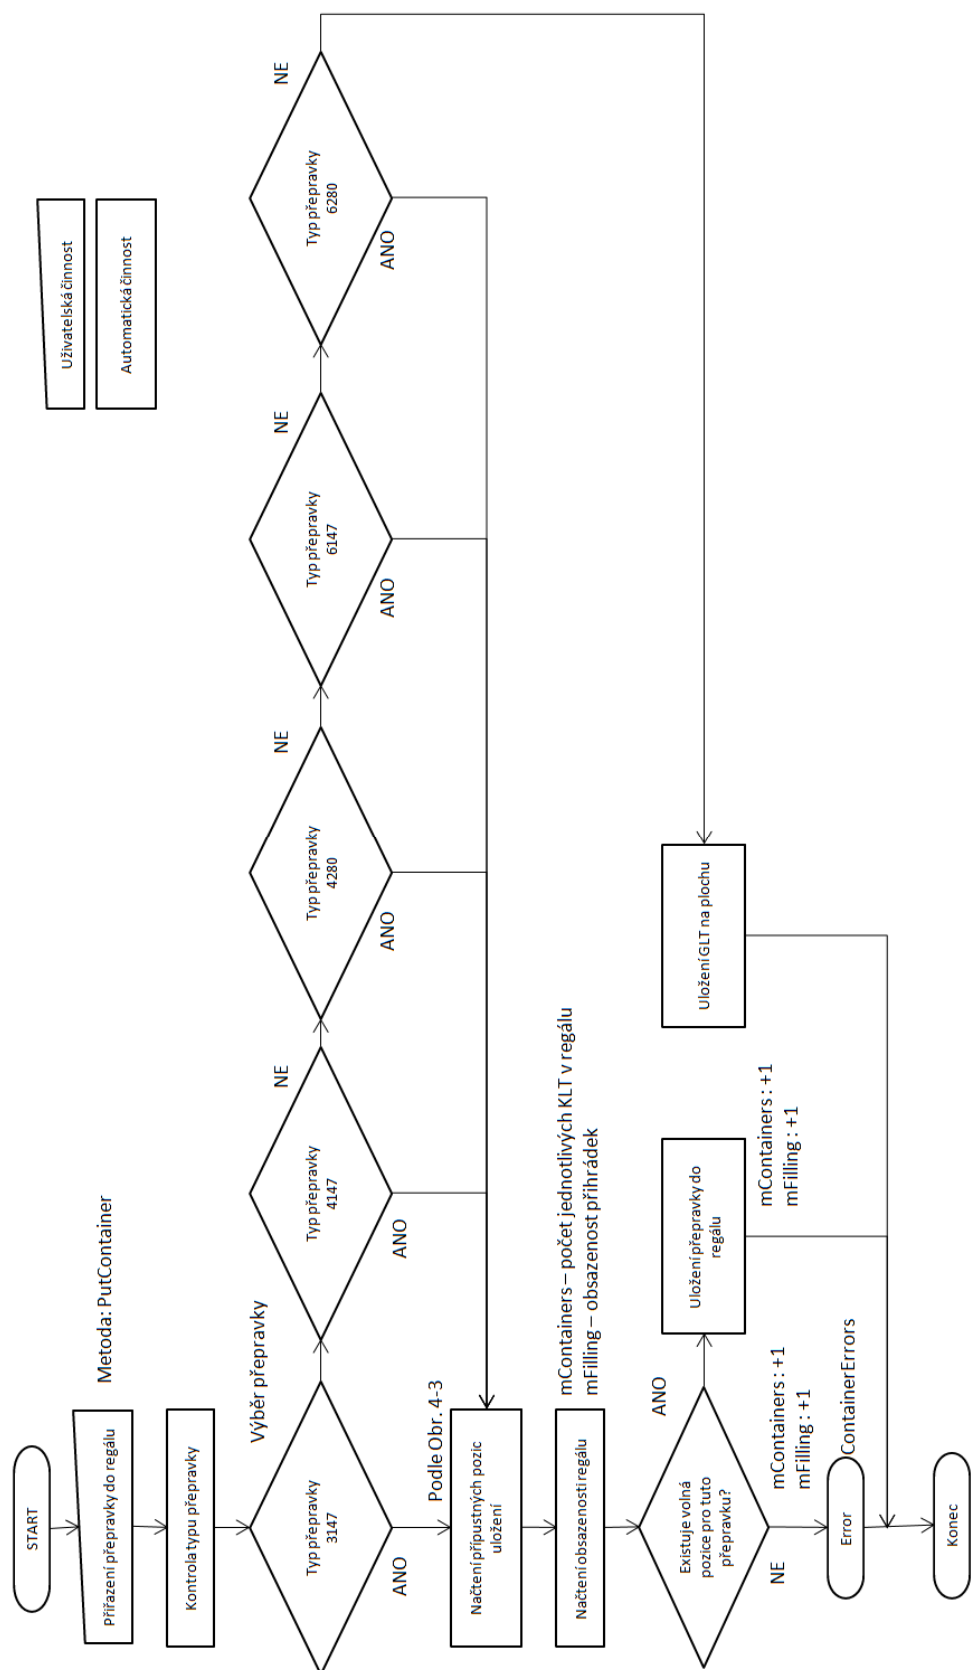 START
Metoda: PutContainer
Přiřazení přepravky do regálu
Kontrola typu přepravky
Výběr přepravky
Typ přepravky
3147
ANO
NE
Typ přepravky
4147
ANO
NE
Typ přepravky
4280
ANO
NE
Typ přepravky
6147
ANO
NE
Typ přepravky
6280
ANO
Uživatelská činnost
Automatická činnost
Podle Obr. 4-3
Načtení přípustných pozic
uložení
Načtení obsazenosti regálu
mContainers – počet jednotlivých KLT v regálu
mFilling – obsazenost přihrádek
Existuje volná
pozice pro tuto
přepravku?
ANO
NE
Uložení přepravky do
regálu
mContainers : +1
mFilling : +1
Uložení GLT na plochu
mContainers : +1
mFilling : +1
Error
ContainerErrors
Konec